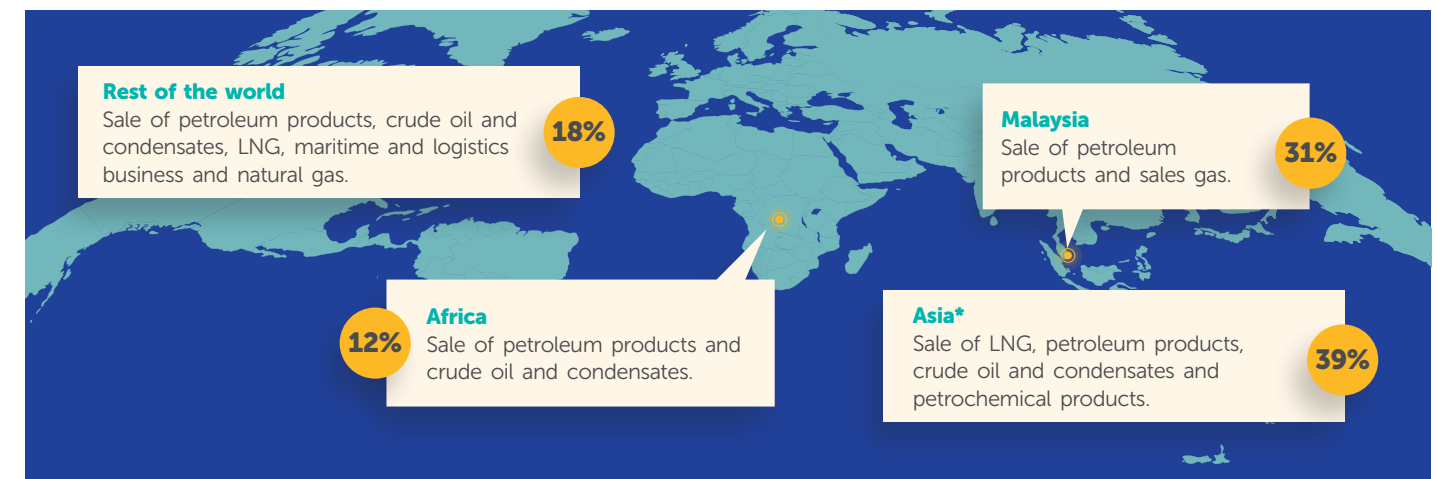 Rest of the world
Sale of petroleum products, crude oil and
condensates, LNG, maritime and logistics
business and natural gas.
18%
Malaysia
Sale of petroleum
products and sales gas.
31%
Africa
Sale of petroleum products and
crude oil and condensates.
12%
Asia*
Sale of LNG, petroleum products,
crude oil and condensates and
petrochemical products.
39%